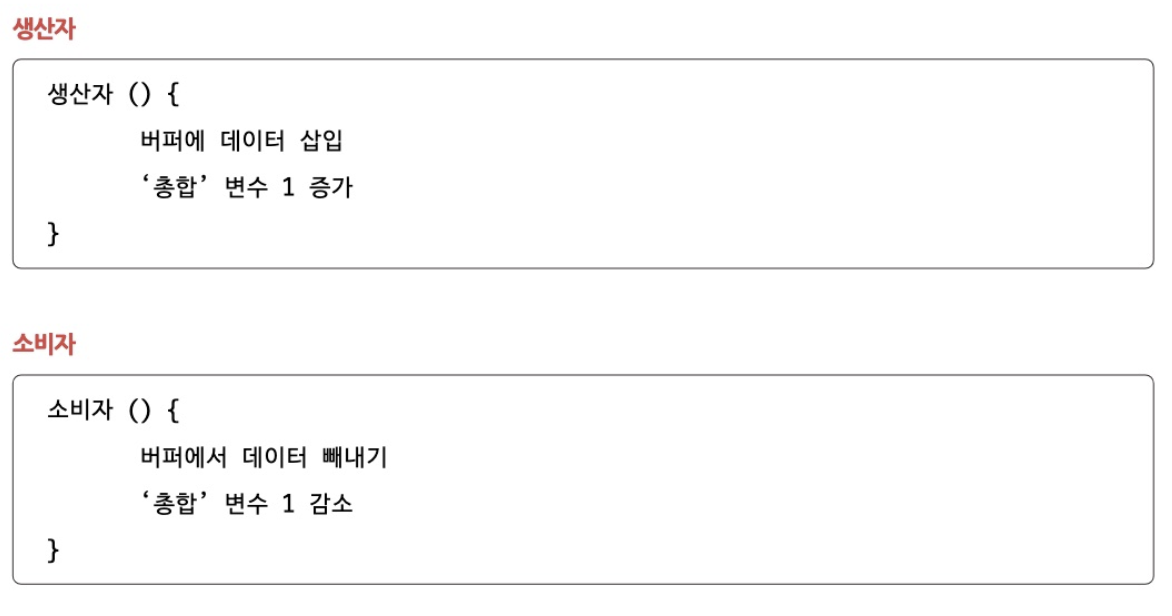 생산자
생산자 () {
버퍼에 데이터 삽입
‘총합’ 변수 1 증가
}
소비자
소비자 () {
버퍼에서 데이터 빼내기
‘총합’ 변수 1 감소
}